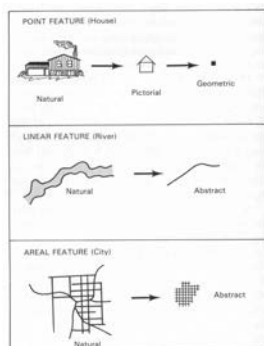 POINT FEATURE (House)
Natural
Pictorial
Geometric
LINEAR FEATURE (River)
Natural
Abstract
AREAL FEATURE (City)
Natural
Abstract